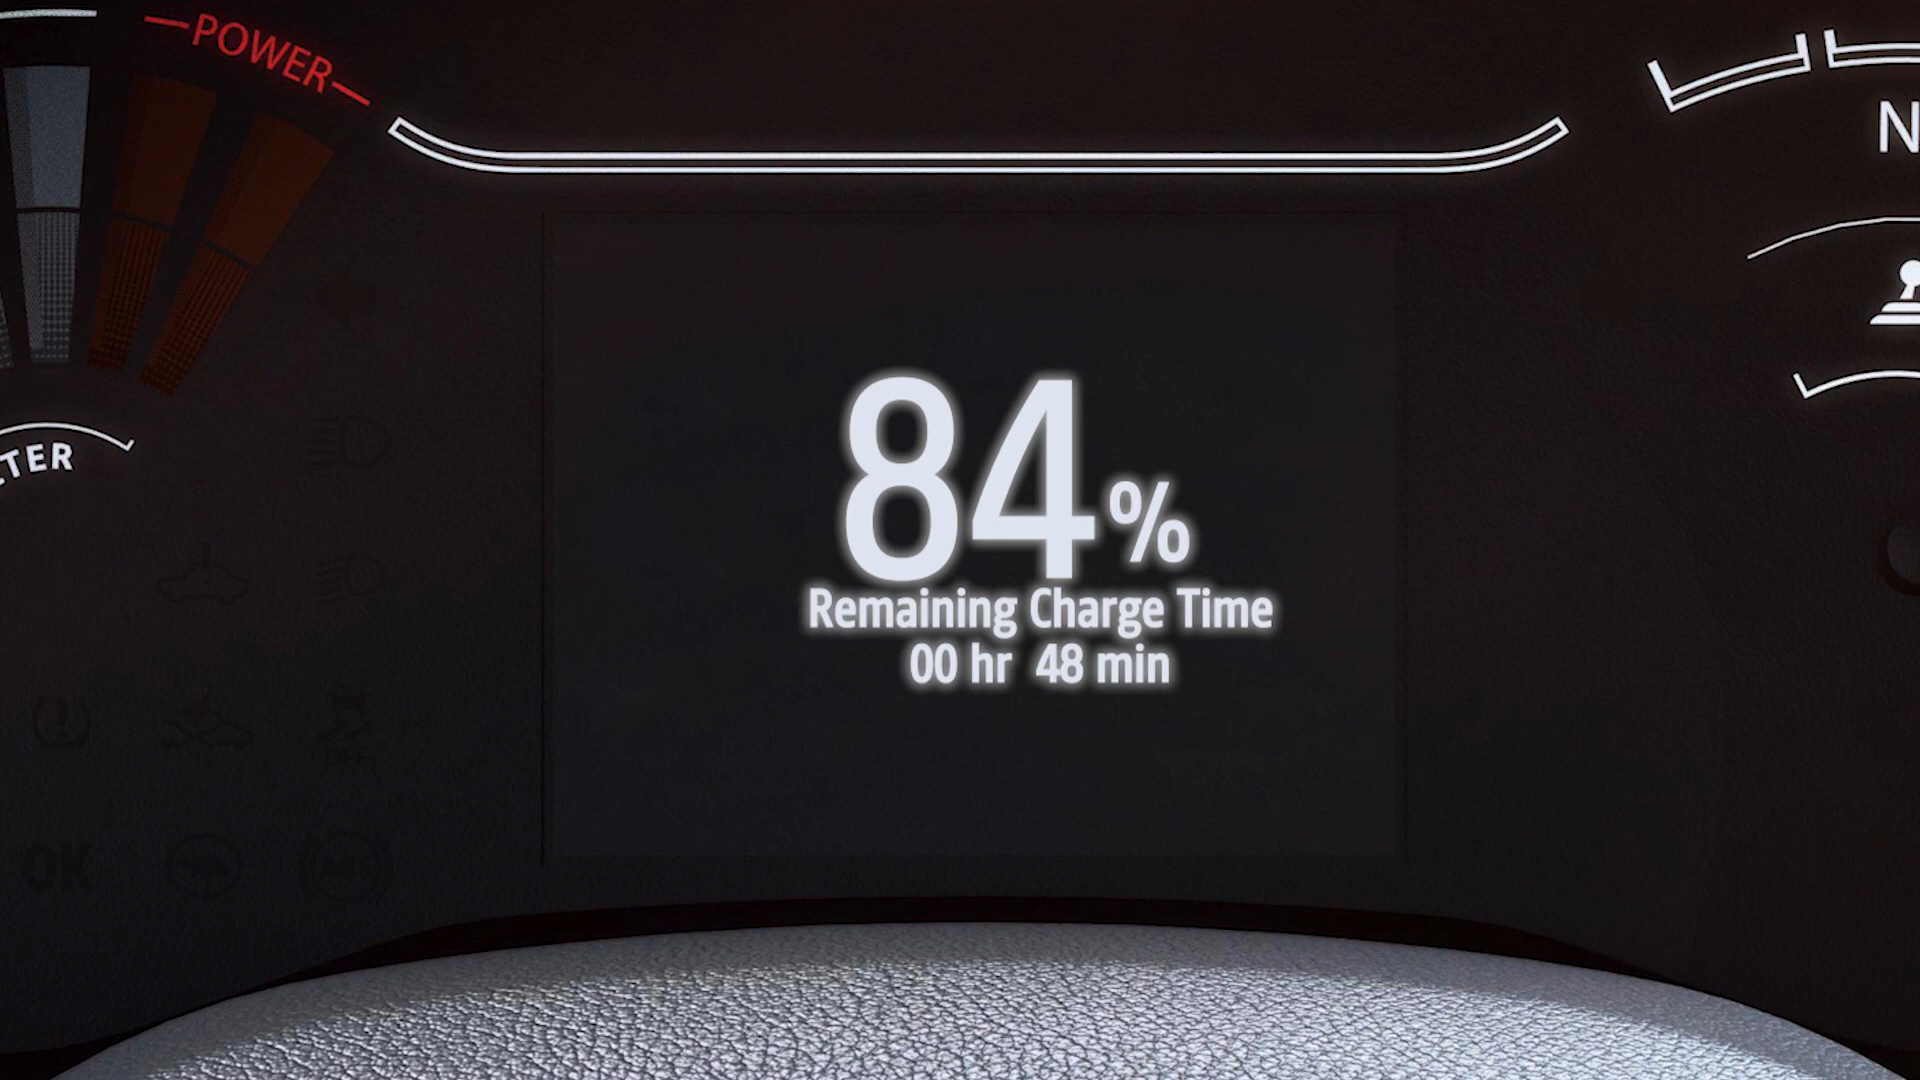 POWER
N
TER
84%
Remaining Charge Time
00 hr 48 min
OK